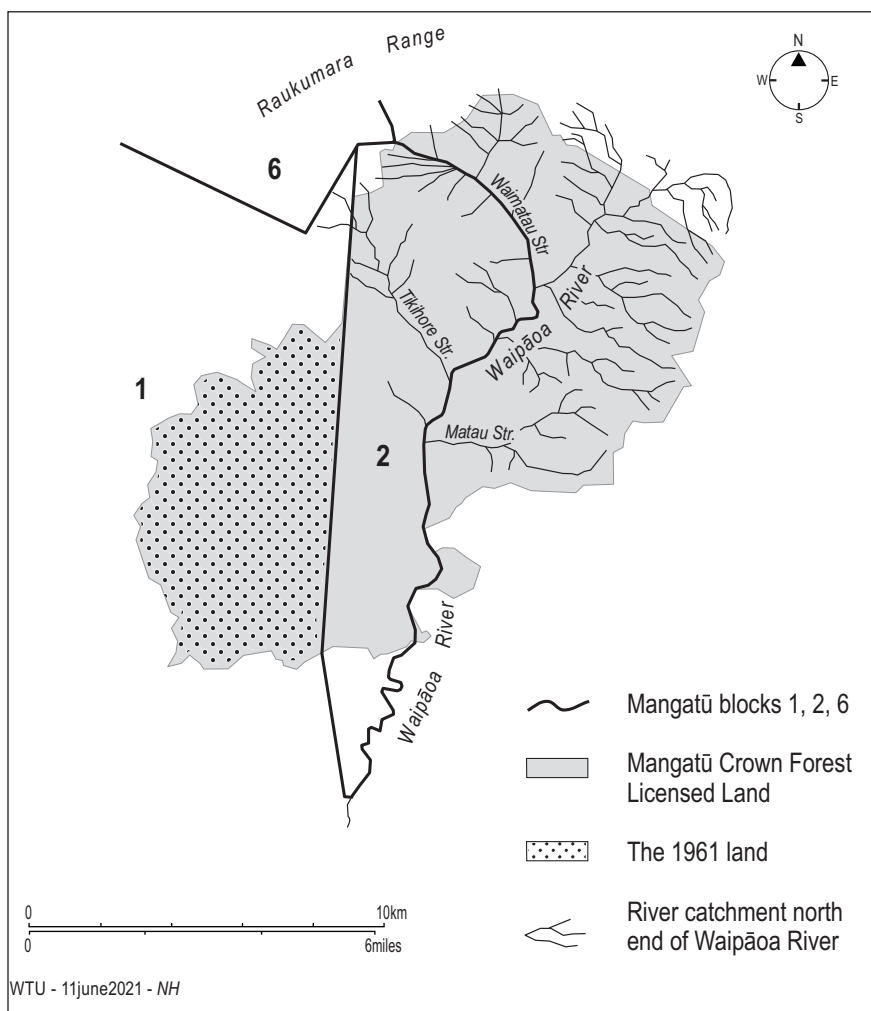 Raukumara Range
N
W E
S
6
Waimatau Str
River
Waipāoa
Tikihore Str.
1
2
Matau Str.
River
Waipāoa
Mangatū blocks 1, 2, 6
Mangatū Crown Forest
Licensed Land
The 1961 land
River catchment north
end of Waipāoa River
0 10km
0 6miles
WTU - 11june2021 - NH